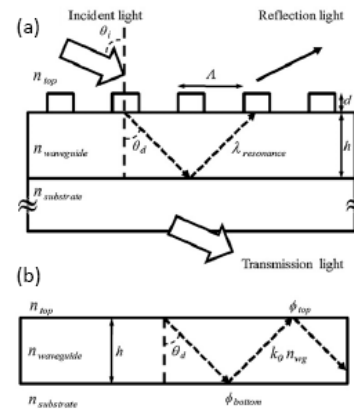 (a)
Incident light
Reflection light
θi
ntop
Λ
d
nwaveguide
θd
λresonance
h
nsubstrate
Transmission light
(b)
ntop
ϕtop
nwaveguide
h
θd
k0 nwg
nsubstrate
ϕbottom